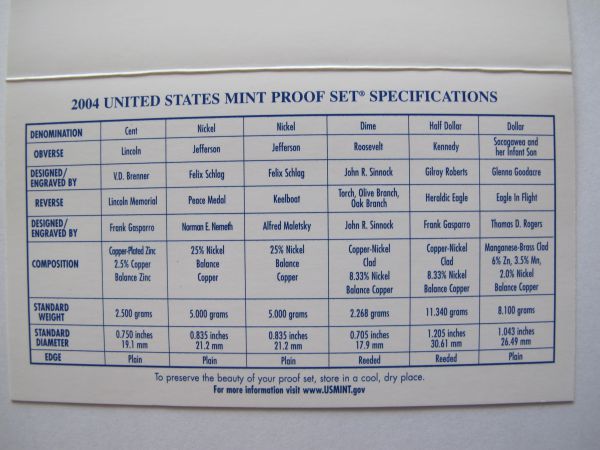 2004 UNITED STATES MINT PROOF SET® SPECIFICATIONS
DENOMINATION Cent Nickel Nickel Dime Half Dollar Dollar
OBVERSE Lincoln Jefferson Jefferson Roosevelt Kennedy Sacagawea and
her Infant Son
DESIGNED/
ENGRAVED BY V.D. Brenner Felix Schlag Felix Schlag John R. Sinnock Gilroy Roberts Glenna Goodacre
REVERSE Lincoln Memorial Peace Medal Keelboat Torch, Olive Branch, Heraldic Eagle Eagle In Flight
Oak Branch
DESIGNED/
ENGRAVED BY Frank Gasparro Norman E. Nemeth Alfred Maletsky John R. Sinnock Frank Gasparro Thomas D. Rogers
COMPOSITION Copper-Plated Zinc 25% Nickel 25% Nickel Copper-Nickel Copper-Nickel Manganese-Brass Clad
2.5% Copper Balance Balance Clad Clad 6% Zn, 3.5% Mn,
Balance Zinc Copper Copper 8.33% Nickel 8.33% Nickel 2.0% Nickel
Balance Copper Balance Copper Balance Copper
STANDARD
WEIGHT 2.500 grams 5.000 grams 5.000 grams 2.268 grams 11.340 grams 8.100 grams
STANDARD 0.750 inches 0.835 inches 0.835 inches 0.705 inches 1.205 inches 1.043 inches
DIAMETER 19.1 mm 21.2 mm 21.2 mm 17.9 mm 30.61 mm 26.49 mm
EDGE Plain Plain Plain Reeded Reeded Plain
To preserve the beauty of your proof set, store in a cool, dry place.
For more information visit www.USMINT.gov